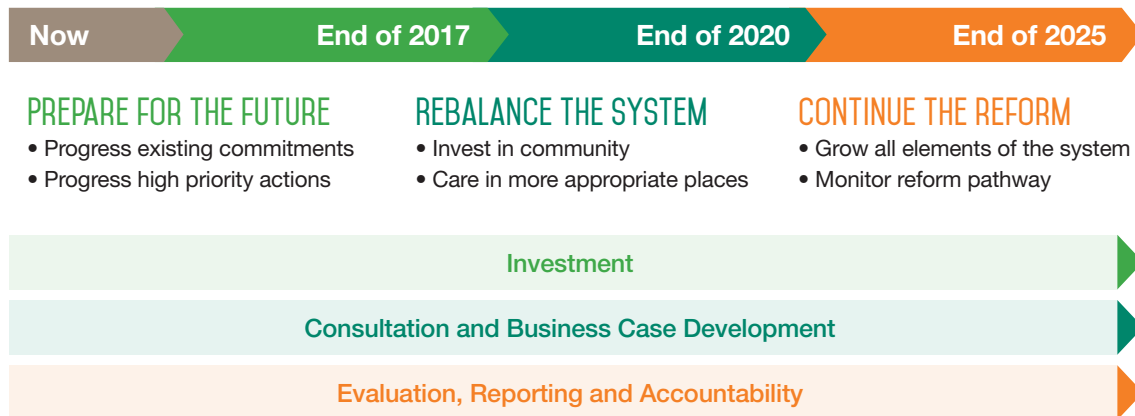 Now End of 2017 End of 2020 End of 2025
PREPARE FOR THE FUTURE
• Progress existing commitments
• Progress high priority actions
REBALANCE THE SYSTEM
• Invest in community
• Care in more appropriate places
CONTINUE THE REFORM
• Grow all elements of the system
• Monitor reform pathway
Investment
Consultation and Business Case Development
Evaluation, Reporting and Accountability